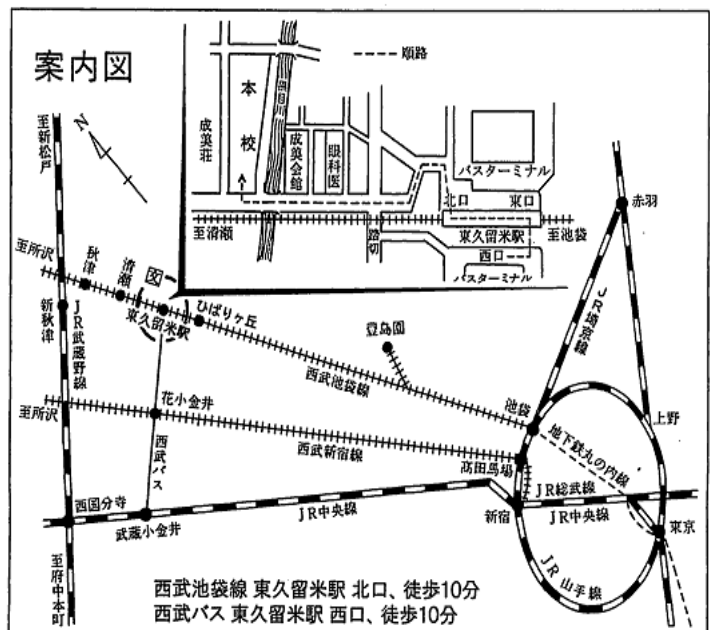 案内図
順路
本校
成美荘
成美会館
眼科医
バスターミナル
北口
東口
至清瀬
踏切
東久留米駅
至池袋
西口
バスターミナル
N
至新松戸
至所沢
秋津
清瀬
図
東久留米駅
ひばりヶ丘
新秋津
JR武蔵野線
豊島園
西武池袋線
赤羽
JR埼京線
池袋
上野
至所沢
花小金井
西武新宿線
高田馬場
地下鉄丸の内線
西武バス
JR総武線
西国分寺
武蔵小金井
JR中央線
新宿
JR中央線
東京
JR山手線
至府中本町
西武池袋線 東久留米駅 北口、徒歩10分
西武バス 東久留米駅 西口、徒歩10分